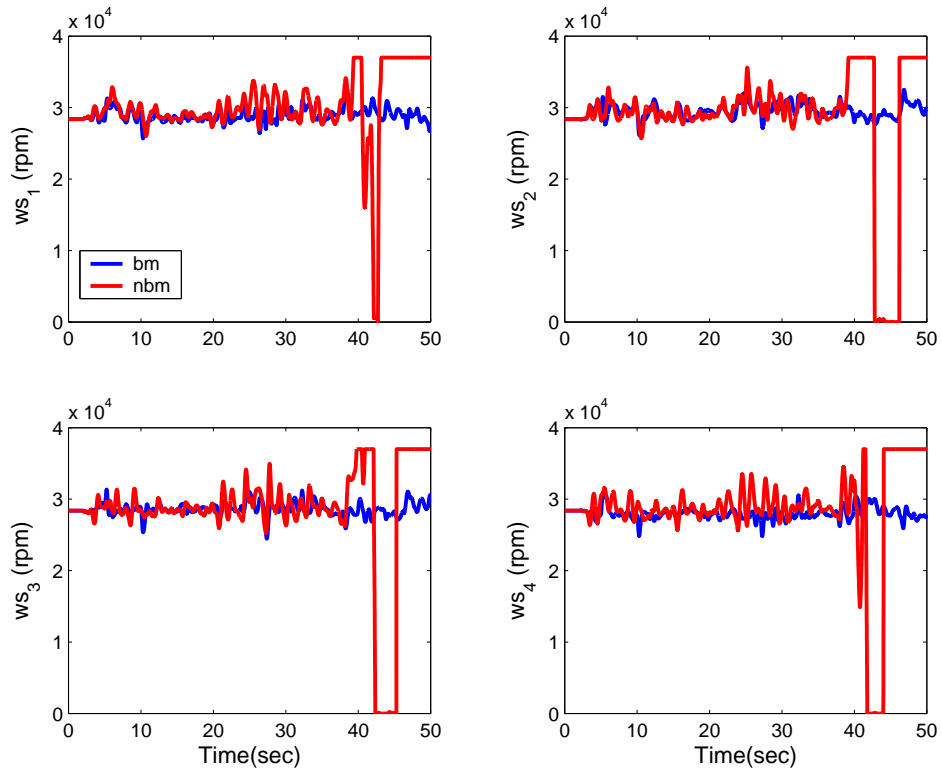 x 10^4 x 10^4
4 4
3 3
2 2
1 1
0 0
ws_1 (rpm) ws_2 (rpm)
bm
nbm
0 10 20 30 40 50 0 10 20 30 40 50
x 10^4 x 10^4
4 4
3 3
2 2
1 1
0 0
ws_3 (rpm) ws_4 (rpm)
0 10 20 30 40 50 0 10 20 30 40 50
Time(sec) Time(sec)